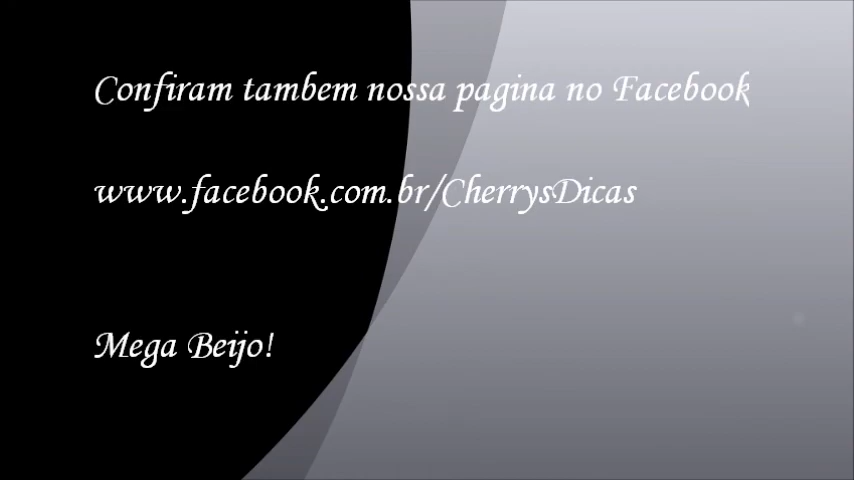 Confiram tambem nossa pagina no Facebook
www.facebook.com.br/CherrysDicas
Mega Beijo!